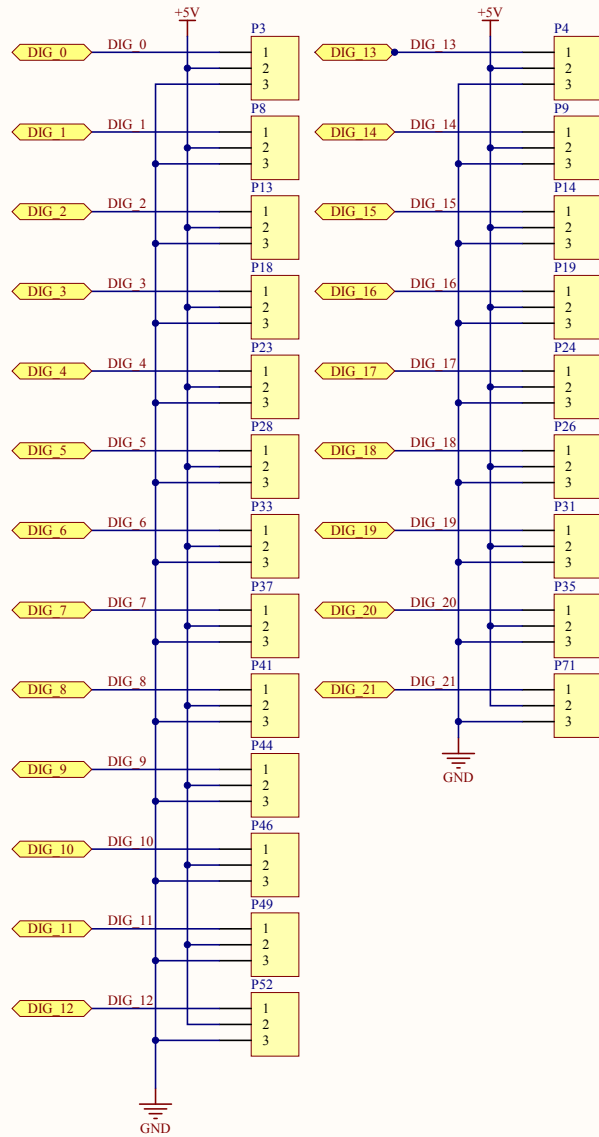 +5V
P3
DIG_0 DIG_0 1
2
3
P8
DIG_1 DIG_1 1
2
3
P13
DIG_2 DIG_2 1
2
3
P18
DIG_3 DIG_3 1
2
3
P23
DIG_4 DIG_4 1
2
3
P28
DIG_5 DIG_5 1
2
3
P33
DIG_6 DIG_6 1
2
3
P37
DIG_7 DIG_7 1
2
3
P41
DIG_8 DIG_8 1
2
3
P44
DIG_9 DIG_9 1
2
3
P46
DIG_10 DIG_10 1
2
3
P49
DIG_11 DIG_11 1
2
3
P52
DIG_12 DIG_12 1
2
3
GND
+5V
P4
DIG_13 DIG_13 1
2
3
P9
DIG_14 DIG_14 1
2
3
P14
DIG_15 DIG_15 1
2
3
P19
DIG_16 DIG_16 1
2
3
P24
DIG_17 DIG_17 1
2
3
P26
DIG_18 DIG_18 1
2
3
P31
DIG_19 DIG_19 1
2
3
P35
DIG_20 DIG_20 1
2
3
P71
DIG_21 DIG_21 1
2
3
GND